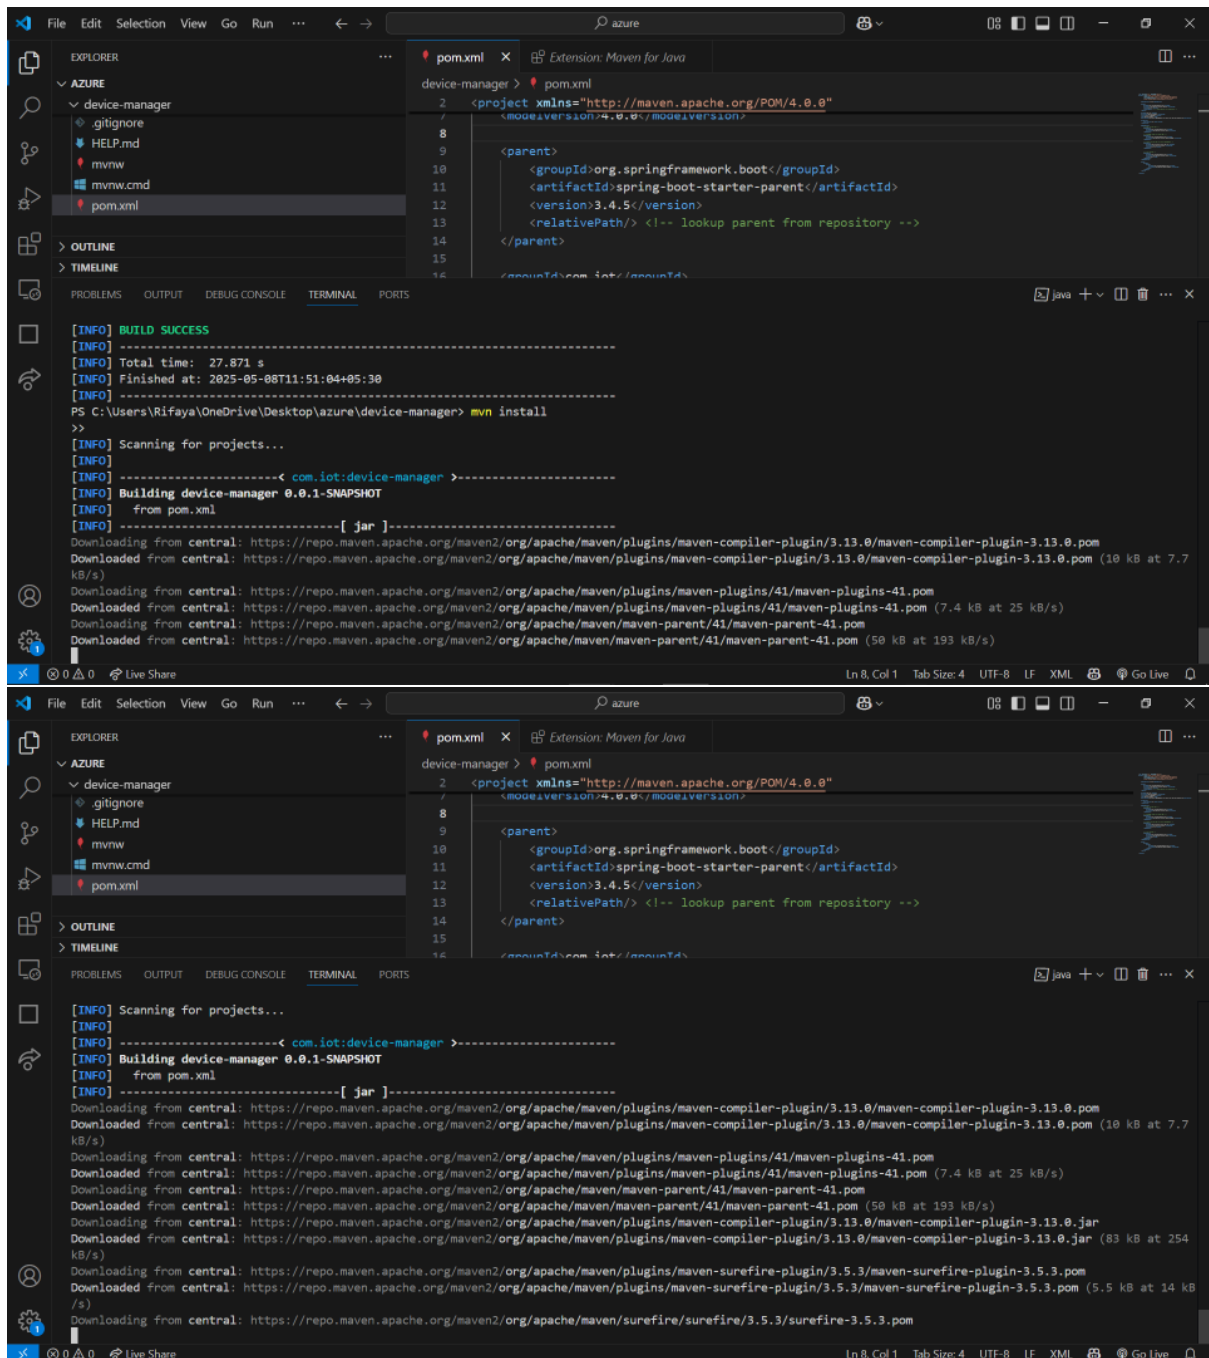 File Edit Selection View Go Run ··· ← → azure
EXPLORER ···
pom.xml × Extension: Maven for Java ···
AZURE
device-manager > pom.xml
device-manager
.gitignore
HELP.md
mvnw
mvnw.cmd
pom.xml
OUTLINE
TIMELINE
2 <project xmlns="http://maven.apache.org/POM/4.0.0"
7 <modelVersion>4.0.0</modelVersion>
8
9 <parent>
10 <groupId>org.springframework.boot</groupId>
11 <artifactId>spring-boot-starter-parent</artifactId>
12 <version>3.4.5</version>
13 <relativePath/> <!-- lookup parent from repository -->
14 </parent>
15
16 <groupId>com.iot</groupId>
PROBLEMS OUTPUT DEBUG CONSOLE TERMINAL PORTS java
[INFO] BUILD SUCCESS
[INFO] ------------------------------------------------------------------------
[INFO] Total time:  27.871 s
[INFO] Finished at: 2025-05-08T11:51:04+05:30
[INFO] ------------------------------------------------------------------------
PS C:\Users\Rifaya\OneDrive\Desktop\azure\device-manager> mvn install
>>
[INFO] Scanning for projects...
[INFO]
[INFO] -----------------------< com.iot:device-manager >-----------------------
[INFO] Building device-manager 0.0.1-SNAPSHOT
[INFO]   from pom.xml
[INFO] --------------------------------[ jar ]---------------------------------
Downloading from central: https://repo.maven.apache.org/maven2/org/apache/maven/plugins/maven-compiler-plugin/3.13.0/maven-compiler-plugin-3.13.0.pom
Downloaded from central: https://repo.maven.apache.org/maven2/org/apache/maven/plugins/maven-compiler-plugin/3.13.0/maven-compiler-plugin-3.13.0.pom (10 kB at 7.7
kB/s)
Downloading from central: https://repo.maven.apache.org/maven2/org/apache/maven/plugins/maven-plugins/41/maven-plugins-41.pom
Downloaded from central: https://repo.maven.apache.org/maven2/org/apache/maven/plugins/maven-plugins/41/maven-plugins-41.pom (7.4 kB at 25 kB/s)
Downloading from central: https://repo.maven.apache.org/maven2/org/apache/maven/maven-parent/41/maven-parent-41.pom
Downloaded from central: https://repo.maven.apache.org/maven2/org/apache/maven/maven-parent/41/maven-parent-41.pom (50 kB at 193 kB/s)
1
0 0 Live Share Ln 8, Col 1 Tab Size: 4 UTF-8 LF XML Go Live
File Edit Selection View Go Run ··· ← → azure
EXPLORER ···
pom.xml × Extension: Maven for Java ···
AZURE
device-manager > pom.xml
device-manager
.gitignore
HELP.md
mvnw
mvnw.cmd
pom.xml
OUTLINE
TIMELINE
2 <project xmlns="http://maven.apache.org/POM/4.0.0"
7 <modelVersion>4.0.0</modelVersion>
8
9 <parent>
10 <groupId>org.springframework.boot</groupId>
11 <artifactId>spring-boot-starter-parent</artifactId>
12 <version>3.4.5</version>
13 <relativePath/> <!-- lookup parent from repository -->
14 </parent>
15
16 <groupId>com.iot</groupId>
PROBLEMS OUTPUT DEBUG CONSOLE TERMINAL PORTS java
[INFO] Scanning for projects...
[INFO]
[INFO] -----------------------< com.iot:device-manager >-----------------------
[INFO] Building device-manager 0.0.1-SNAPSHOT
[INFO]   from pom.xml
[INFO] --------------------------------[ jar ]---------------------------------
Downloading from central: https://repo.maven.apache.org/maven2/org/apache/maven/plugins/maven-compiler-plugin/3.13.0/maven-compiler-plugin-3.13.0.pom
Downloaded from central: https://repo.maven.apache.org/maven2/org/apache/maven/plugins/maven-compiler-plugin/3.13.0/maven-compiler-plugin-3.13.0.pom (10 kB at 7.7
kB/s)
Downloading from central: https://repo.maven.apache.org/maven2/org/apache/maven/plugins/maven-plugins/41/maven-plugins-41.pom
Downloaded from central: https://repo.maven.apache.org/maven2/org/apache/maven/plugins/maven-plugins/41/maven-plugins-41.pom (7.4 kB at 25 kB/s)
Downloading from central: https://repo.maven.apache.org/maven2/org/apache/maven/maven-parent/41/maven-parent-41.pom
Downloaded from central: https://repo.maven.apache.org/maven2/org/apache/maven/maven-parent/41/maven-parent-41.pom (50 kB at 193 kB/s)
Downloading from central: https://repo.maven.apache.org/maven2/org/apache/maven/plugins/maven-compiler-plugin/3.13.0/maven-compiler-plugin-3.13.0.jar
Downloaded from central: https://repo.maven.apache.org/maven2/org/apache/maven/plugins/maven-compiler-plugin/3.13.0/maven-compiler-plugin-3.13.0.jar (83 kB at 254
kB/s)
Downloading from central: https://repo.maven.apache.org/maven2/org/apache/maven/plugins/maven-surefire-plugin/3.5.3/maven-surefire-plugin-3.5.3.pom
Downloaded from central: https://repo.maven.apache.org/maven2/org/apache/maven/plugins/maven-surefire-plugin/3.5.3/maven-surefire-plugin-3.5.3.pom (5.5 kB at 14 kB
/s)
Downloading from central: https://repo.maven.apache.org/maven2/org/apache/maven/surefire/surefire/3.5.3/surefire-3.5.3.pom
1
0 0 Live Share Ln 8, Col 1 Tab Size: 4 UTF-8 LF XML Go Live